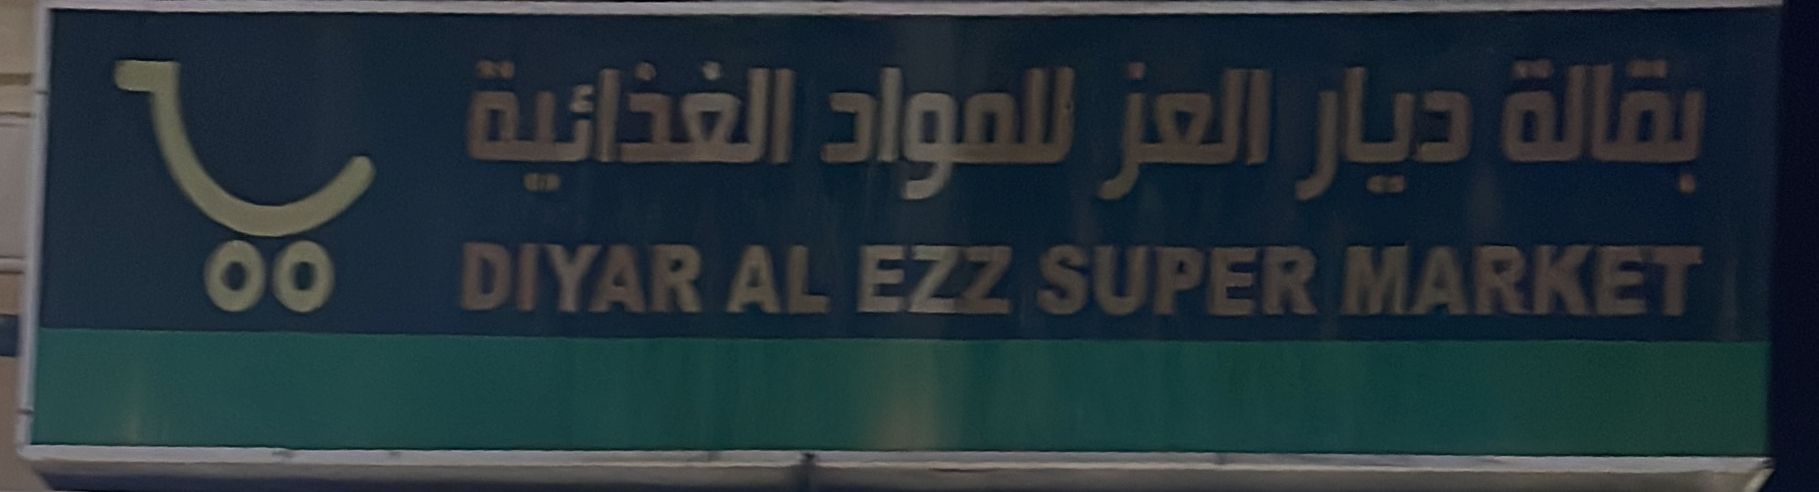 بقالة ديار العز للمواد الغذائية
DIYAR AL EZZ SUPER MARKET